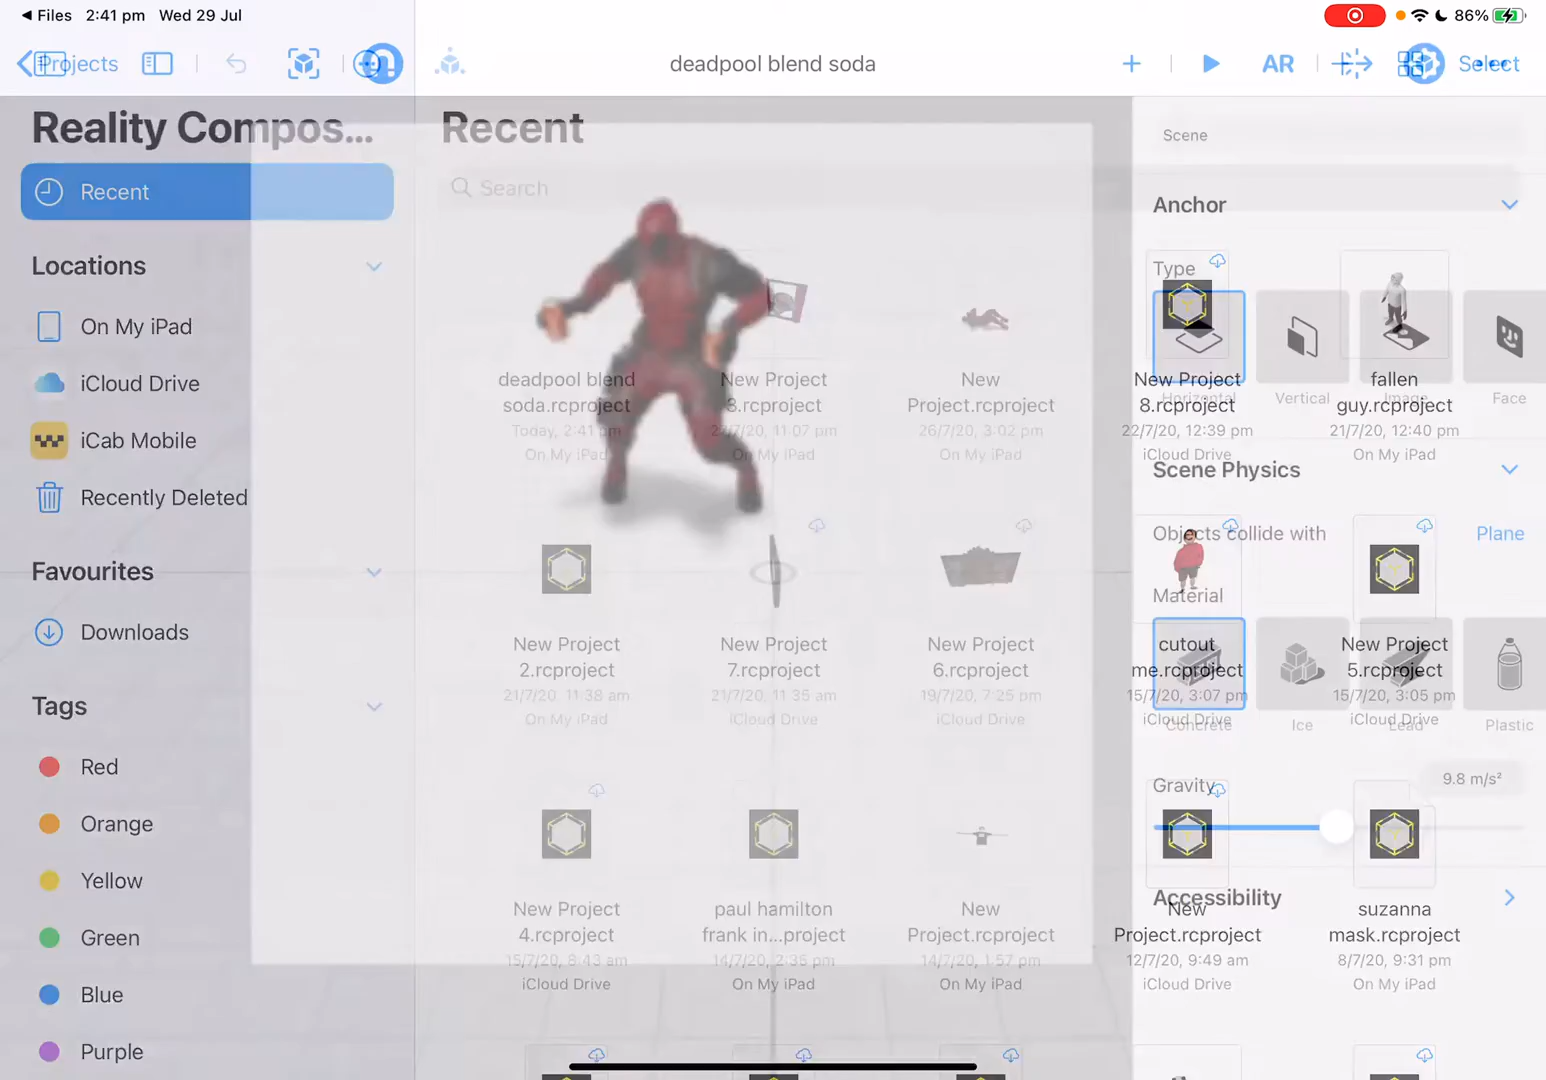 Files 2:41 pm Wed 29 Jul
86%
Projects
deadpool blend soda
AR
Select
Reality Compos...
Recent
Locations
On My iPad
iCloud Drive
iCab Mobile
Recently Deleted
Favourites
Downloads
Tags
Red
Orange
Yellow
Green
Blue
Purple
Recent
Search
deadpool blend
soda.rcproject
Today, 2:41 pm
On My iPad
New Project
3.rcproject
11:07 pm
On My iPad
New
Project.rcproject
26/7/20, 3:02 pm
On My iPad
New Project
8.rcproject
22/7/20, 12:39 pm
iCloud Drive
fallen
guy.rcproject
21/7/20, 12:40 pm
On My iPad
New Project
2.rcproject
21/7/20, 11:38 am
On My iPad
New Project
7.rcproject
21/7/20, 11:35 am
iCloud Drive
New Project
6.rcproject
19/7/20, 7:25 pm
iCloud Drive
cutout
me.rcproject
15/7/20, 3:07 pm
iCloud Drive
New Project
5.rcproject
15/7/20, 3:05 pm
iCloud Drive
New Project
4.rcproject
15/7/20, 8:43 am
iCloud Drive
paul hamilton
frank in...project
14/7/20, 2:35 pm
On My iPad
New
Project.rcproject
14/7/20, 1:57 pm
On My iPad
New
Project.rcproject
12/7/20, 9:49 am
iCloud Drive
suzanna
mask.rcproject
8/7/20, 9:31 pm
On My iPad
Scene
Anchor
Type
Horizontal
Vertical
Image
Face
Scene Physics
Objects collide with
Plane
Material
Concrete
Ice
Lead
Plastic
Gravity
9.8 m/s²
Accessibility